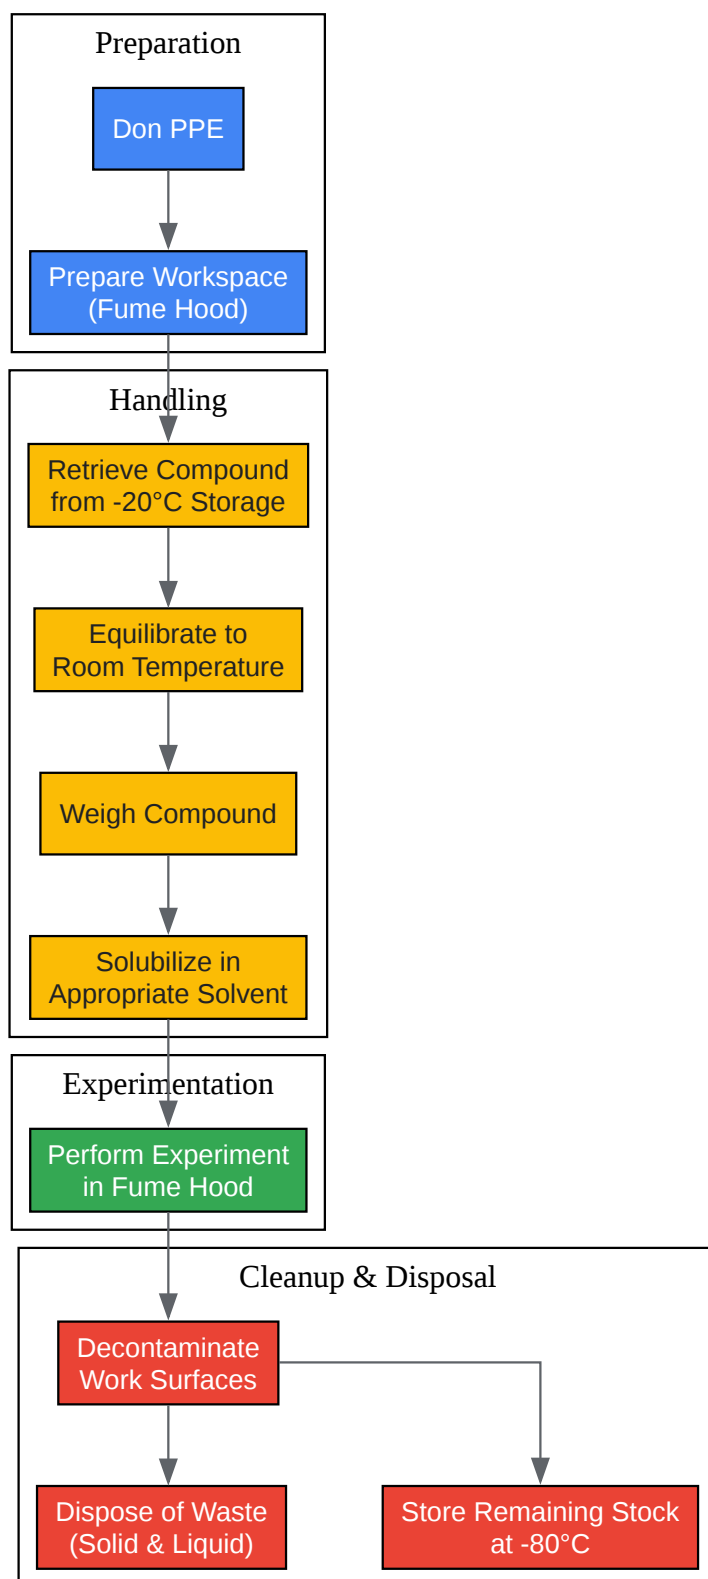 Preparation
Don PPE
Prepare Workspace
(Fume Hood)
Handling
Retrieve Compound
from -20°C Storage
Equilibrate to
Room Temperature
Weigh Compound
Solubilize in
Appropriate Solvent
Experimentation
Perform Experiment
in Fume Hood
Cleanup & Disposal
Decontaminate
Work Surfaces
Dispose of Waste
(Solid & Liquid)
Store Remaining Stock
at -80°C